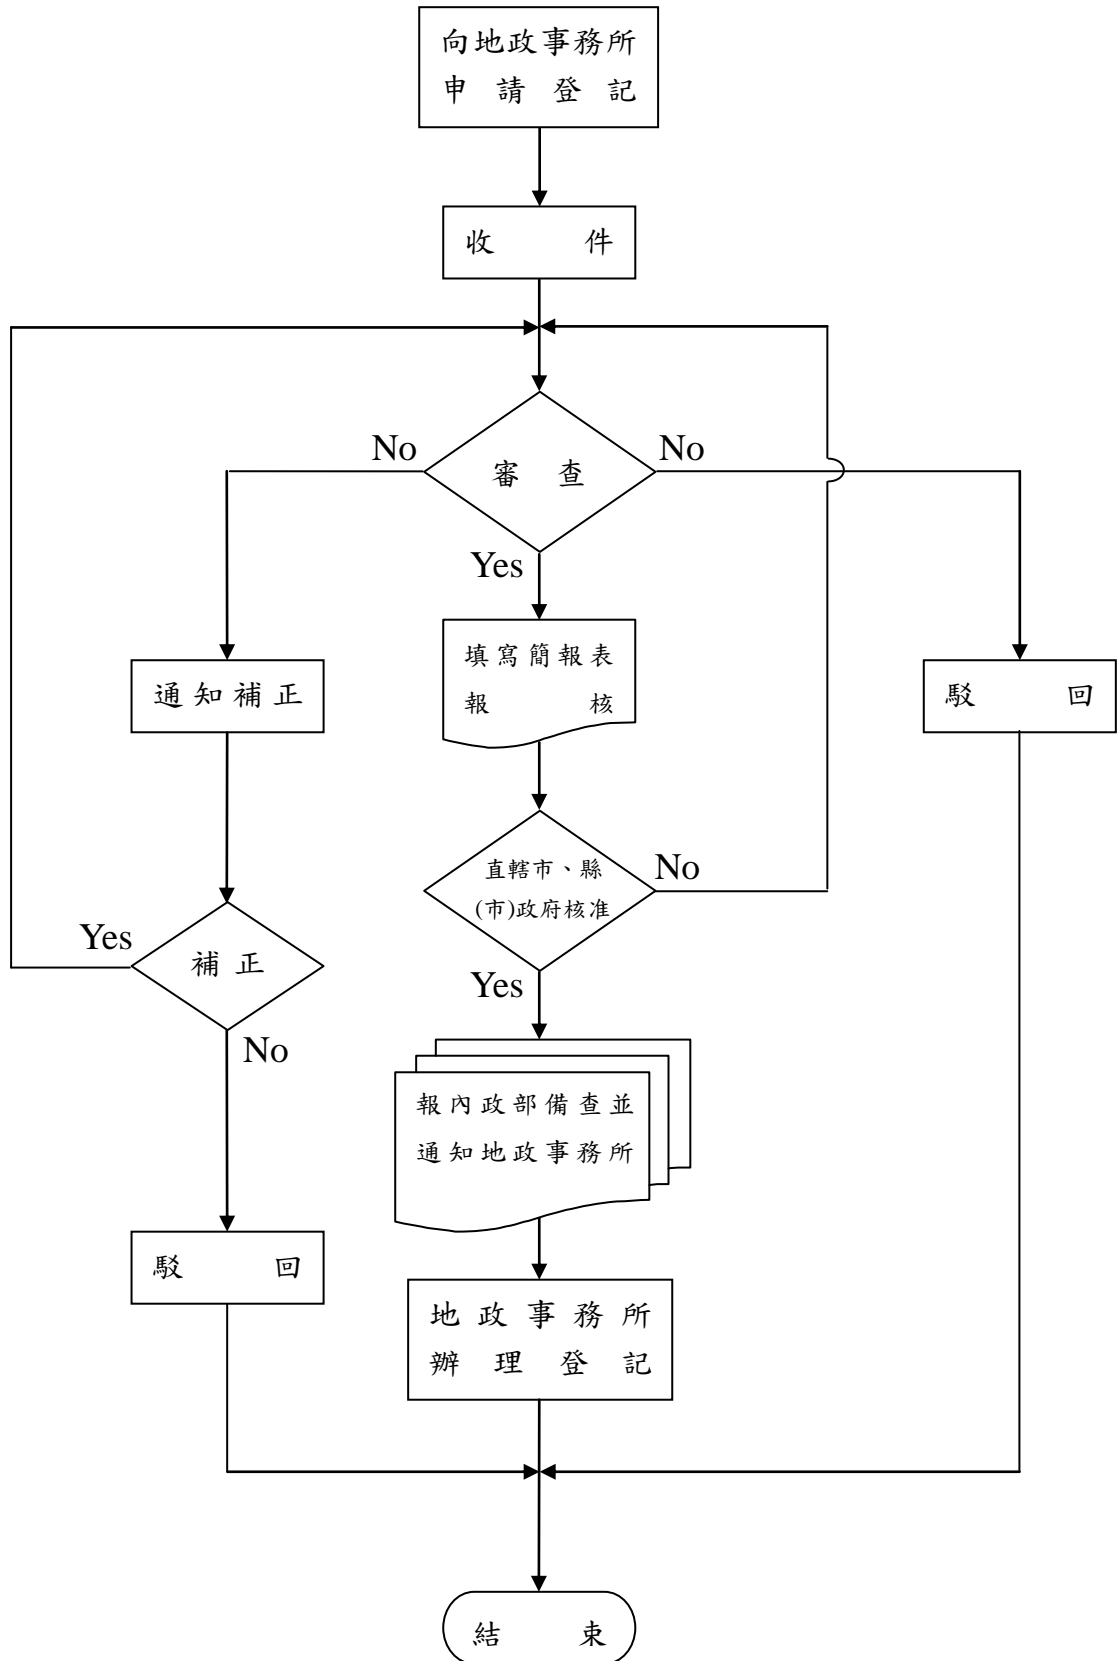 向地政事務所
申請登記
收件
No
審查
No
Yes
填寫簡報表
報核
通知補正
駁回
直轄市、縣
(市)政府核准
No
Yes
補正
Yes
No
報內政部備查並
通知地政事務所
駁回
地政事務所
辦理登記
結束